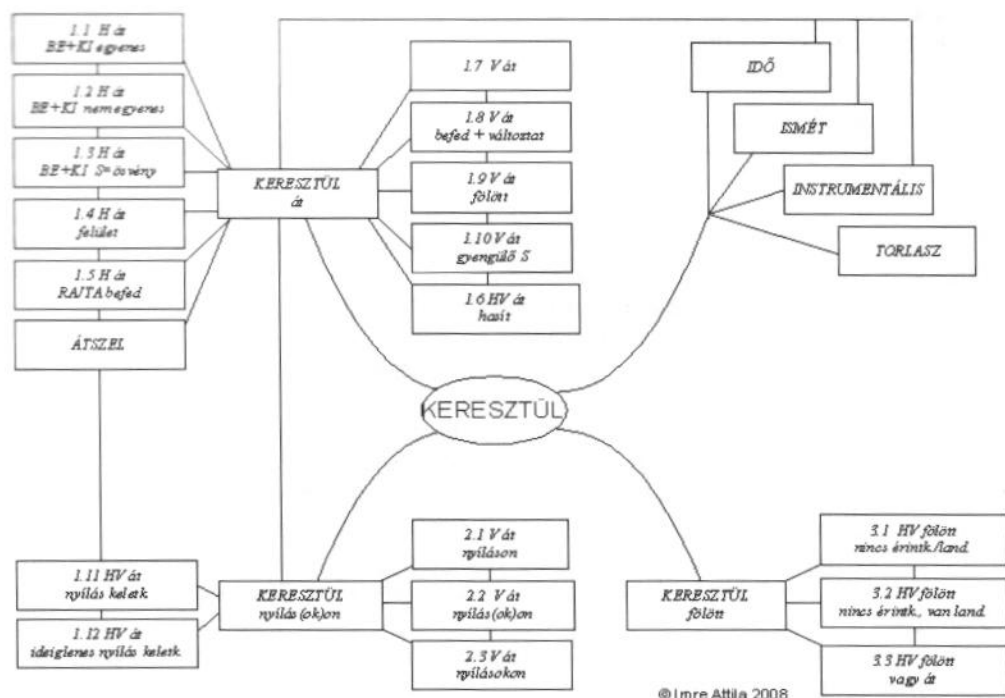 1.1 H át
BE+KI egyenes
1.2 H át
BE+KI nem egyenes
1.3 H át
BE+KI S=ösvény
1.4 H át
felület
1.5 H át
RAJTA befed
ÁTSZEL
KERESZTÜL
át
1.7 V át
1.8 V át
befed + változtat
1.9 V át
fölött
1.10 V át
gyengülő S
1.6 HV át
hasít
IDŐ
ISMÉT
INSTRUMENTÁLIS
TORLASZ
KERESZTÜL
1.11 HV át
nyílás keletk.
1.12 HV át
ideiglenes nyílás keletk.
KERESZTÜL
nyílás(ok)on
2.1 V át
nyíláson
2.2 V át
nyílás(ok)on
2.3 V át
nyílásokon
KERESZTÜL
fölött
3.1 HV fölött
nincs érintk./land.
3.2 HV fölött
nincs érintk., van land.
3.3 HV fölött
vagy át
© Imre Attila 2008